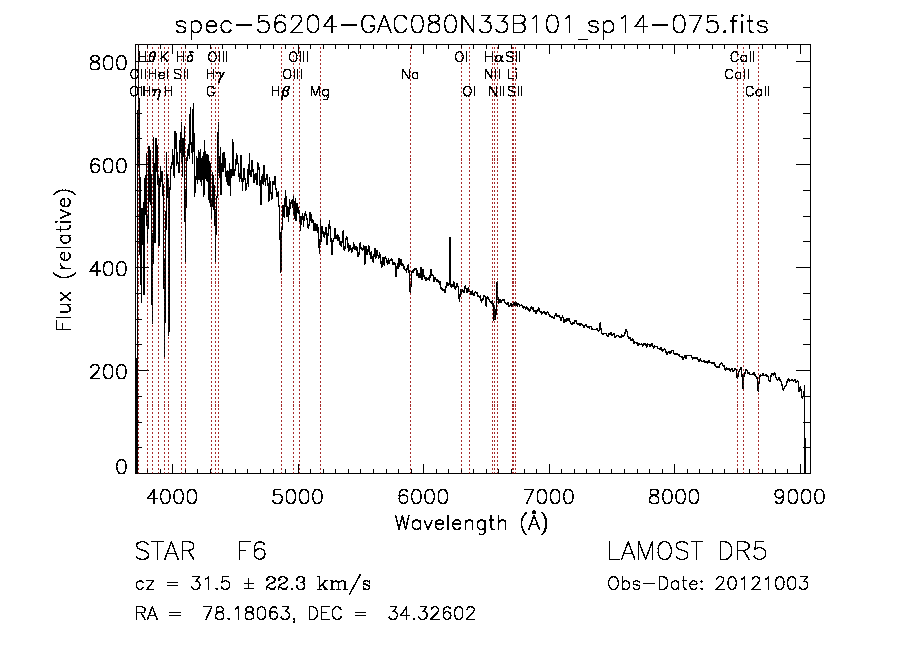 spec-56204-GAC080N33B101_sp14-075.fits
Hθ K Hδ OIII OIII OI Hα SII CaII
OII HeI SII Hγ OIII Na NII Li CaII
OII Hη H G Hβ Mg OI NII SII CaII
800
600
400
200
0
Flux (relative)
4000 5000 6000 7000 8000 9000
Wavelength (Å)
STAR F6 LAMOST DR5
cz = 31.5 ± 22.3 km/s Obs-Date: 20121003
RA = 78.18063, DEC = 34.32602